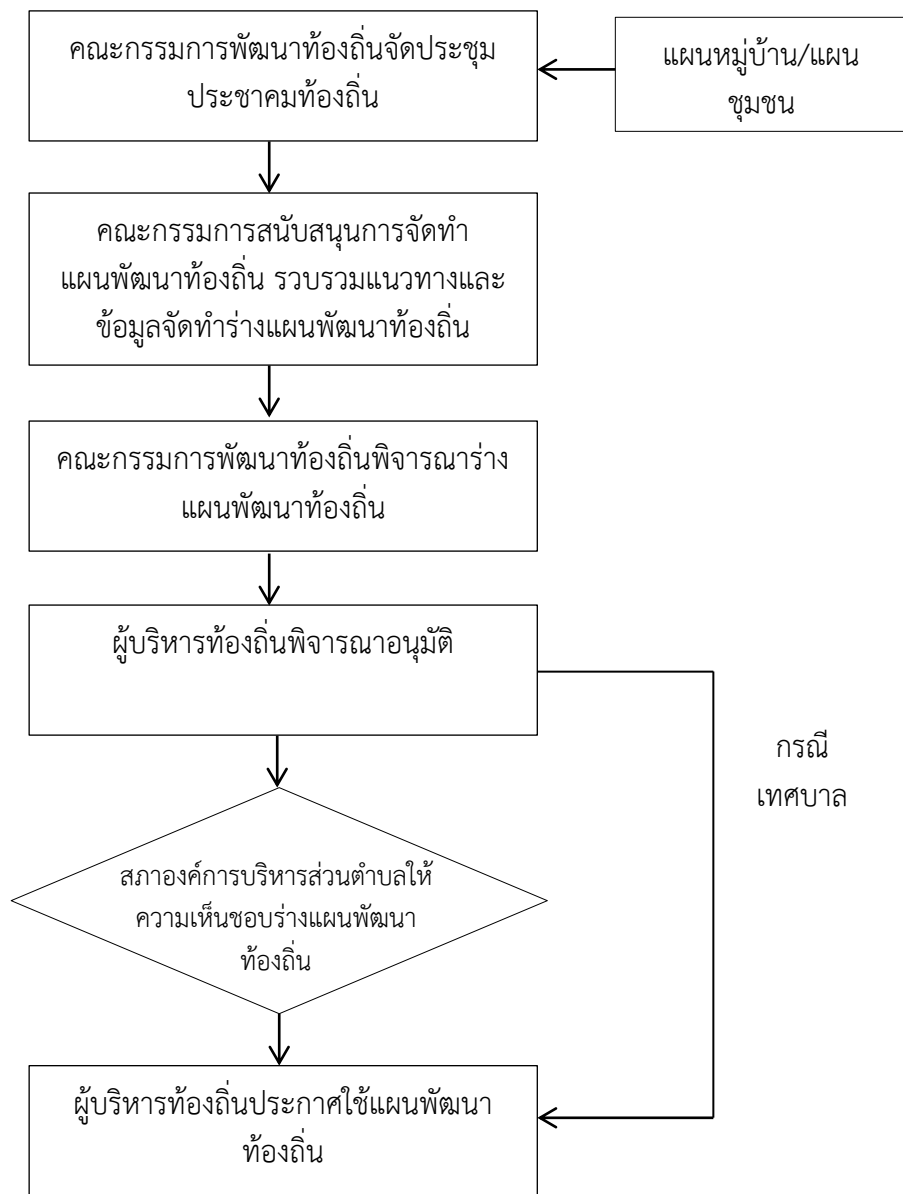 คณะกรรมการพัฒนาท้องถิ่นจัดประชุม
ประชาคมท้องถิ่น
แผนหมู่บ้าน/แผน
ชุมชน
คณะกรรมการสนับสนุนการจัดทำ
แผนพัฒนาท้องถิ่น รวบรวมแนวทางและ
ข้อมูลจัดทำร่างแผนพัฒนาท้องถิ่น
คณะกรรมการพัฒนาท้องถิ่นพิจารณาร่าง
แผนพัฒนาท้องถิ่น
ผู้บริหารท้องถิ่นพิจารณาอนุมัติ
กรณี
เทศบาล
สภาองค์การบริหารส่วนตำบลให้
ความเห็นชอบร่างแผนพัฒนา
ท้องถิ่น
ผู้บริหารท้องถิ่นประกาศใช้แผนพัฒนา
ท้องถิ่น